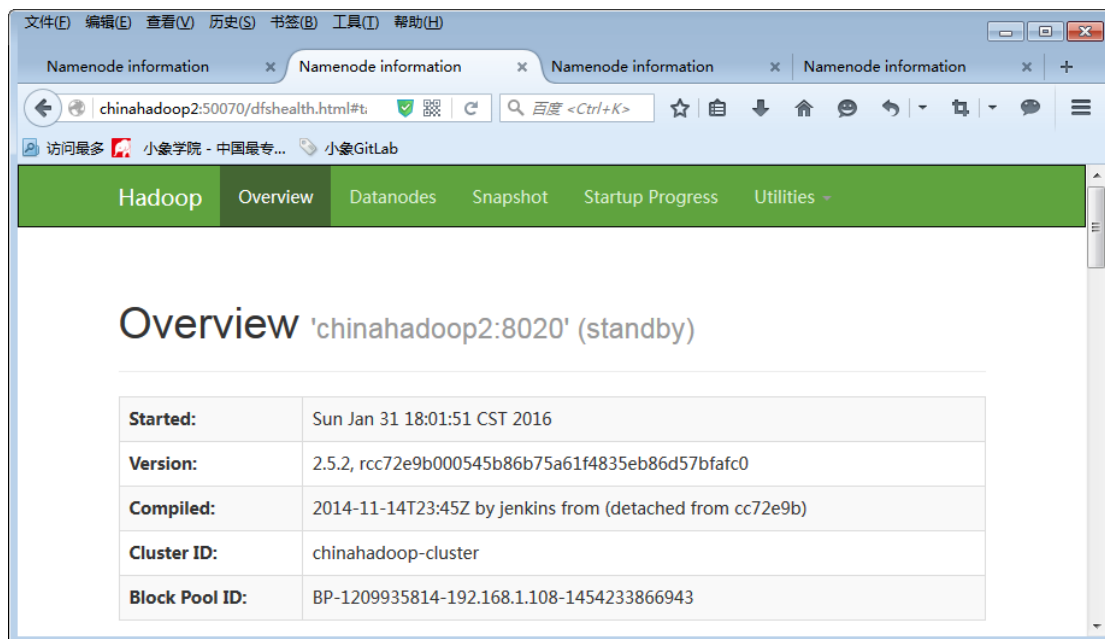 文件(F) 编辑(E) 查看(V) 历史(S) 书签(B) 工具(T) 帮助(H)
Namenode information Namenode information Namenode information Namenode information
chinahadoop2:50070/dfshealth.html#ta 百度 <Ctrl+K>
访问最多 小象学院 - 中国最专... 小象GitLab
Hadoop Overview Datanodes Snapshot Startup Progress Utilities
Overview 'chinahadoop2:8020' (standby)
Started: Sun Jan 31 18:01:51 CST 2016
Version: 2.5.2, rcc72e9b000545b86b75a61f4835eb86d57bfafc0
Compiled: 2014-11-14T23:45Z by jenkins from (detached from cc72e9b)
Cluster ID: chinahadoop-cluster
Block Pool ID: BP-1209935814-192.168.1.108-1454233866943